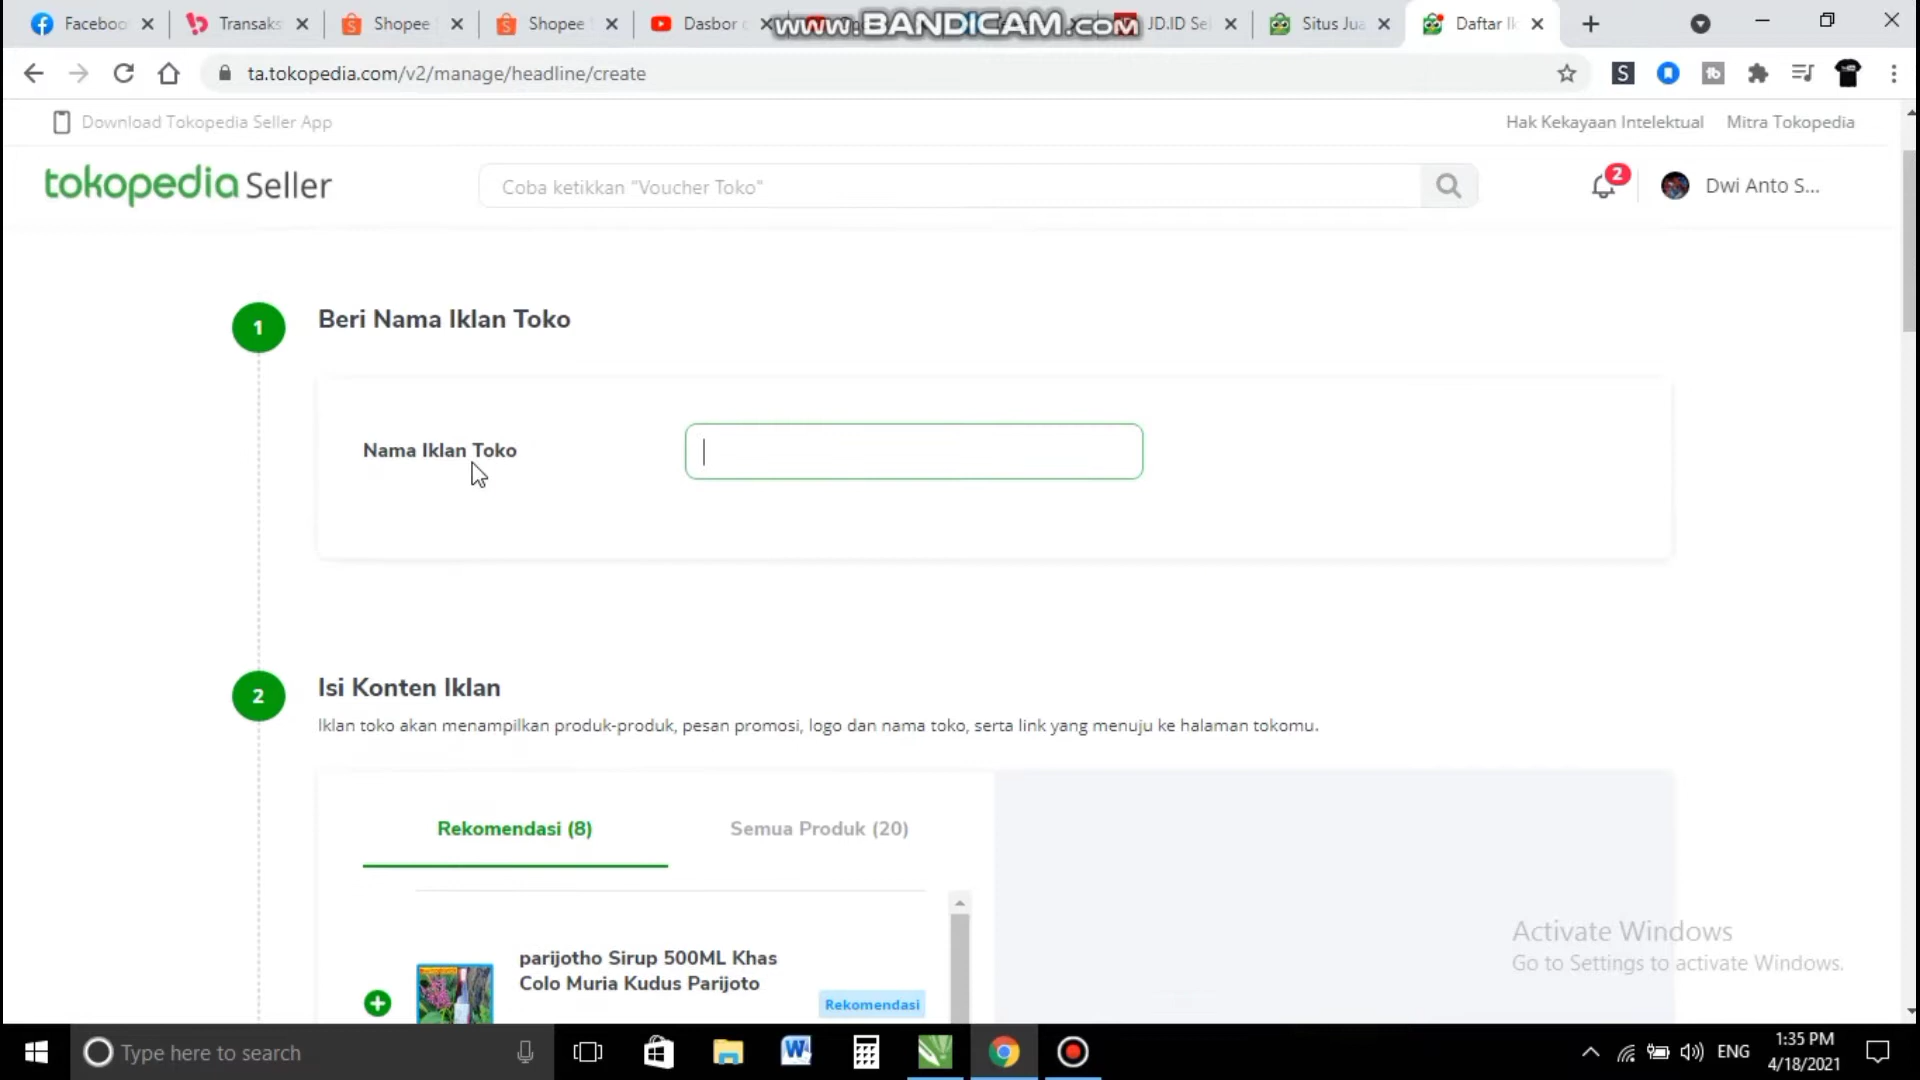 Faceboo
Transaks
Shopee
Shopee
Dasbor
www.BANDICAM.com
JD.ID Se
Situs Jua
Daftar Ik
ta.tokopedia.com/v2/manage/headline/create
Download Tokopedia Seller App
Hak Kekayaan Intelektual
Mitra Tokopedia
tokopedia Seller
Coba ketikkan "Voucher Toko"
2
Dwi Anto S...
1
Beri Nama Iklan Toko
Nama Iklan Toko
2
Isi Konten Iklan
Iklan toko akan menampilkan produk-produk, pesan promosi, logo dan nama toko, serta link yang menuju ke halaman tokomu.
Rekomendasi (8)
Semua Produk (20)
parijotho Sirup 500ML Khas
Colo Muria Kudus Parijoto
Rekomendasi
Activate Windows
Go to Settings to activate Windows.
Type here to search
ENG
1:35 PM
4/18/2021